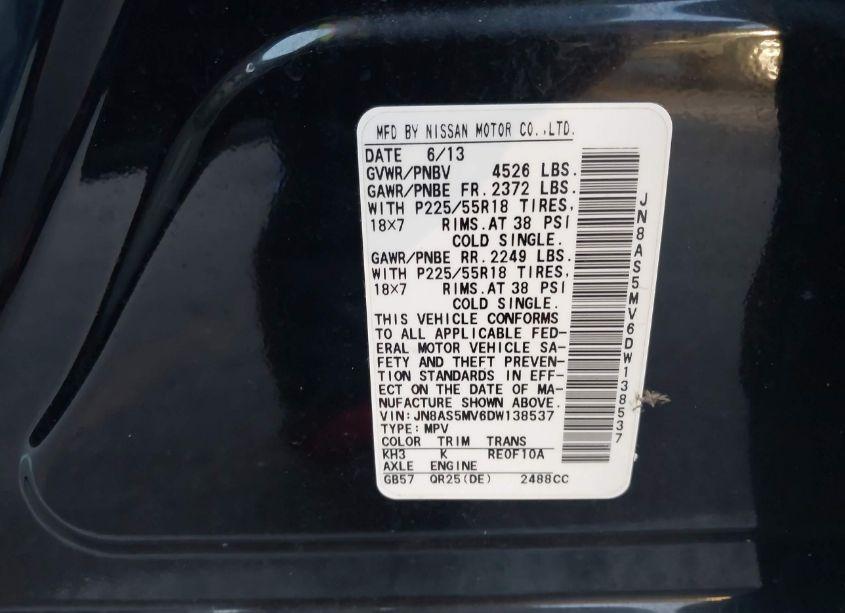 MFD BY NISSAN MOTOR CO.,LTD.
DATE 6/13
GVWR/PNBV 4526 LBS.
GAWR/PNBE FR. 2372 LBS.
WITH P225/55R18 TIRES,
18×7 RIMS.AT 38 PSI
COLD SINGLE.
GAWR/PNBE RR. 2249 LBS.
WITH P225/55R18 TIRES,
18×7 RIMS.AT 38 PSI
COLD SINGLE.
THIS VEHICLE CONFORMS
TO ALL APPLICABLE FED-
ERAL MOTOR VEHICLE SA-
FETY AND THEFT PREVEN-
TION STANDARDS IN EFF-
ECT ON THE DATE OF MA-
NUFACTURE SHOWN ABOVE.
VIN: JN8AS5MV6DW138537
TYPE: MPV
COLOR TRIM TRANS
KH3 K RE0F10A
AXLE ENGINE
GB57 QR25(DE) 2488CC
JN8AS5MV6DW138537